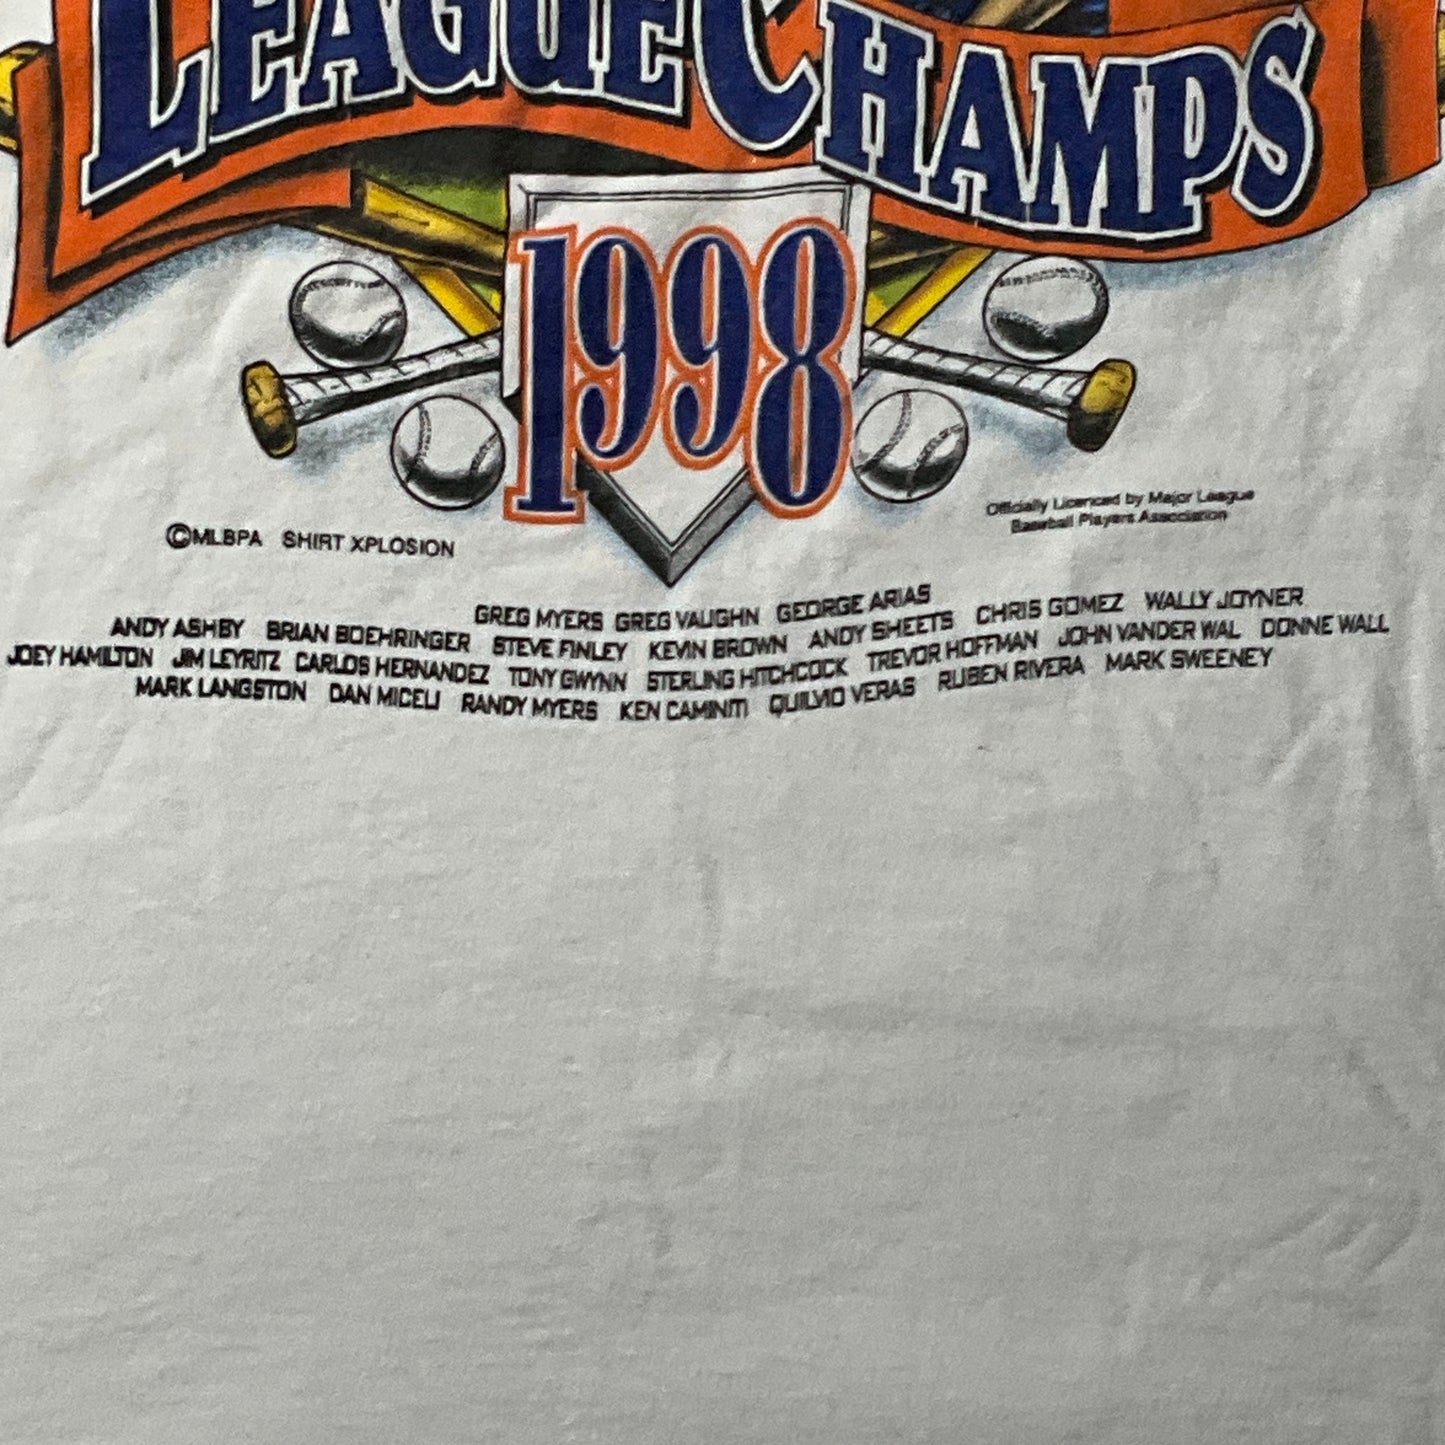 LEAGUE CHAMPS
1998
©MLBPA SHIRT XPLOSION
Officially Licenced by Major League
Baseball Players Association
GREG MYERS GREG VAUGHN GEORGE ARIAS
ANDY ASHBY BRIAN BOEHRINGER STEVE FINLEY KEVIN BROWN ANDY SHEETS CHRIS GOMEZ WALLY JOYNER
JOEY HAMILTON JIM LEYRITZ CARLOS HERNANDEZ TONY GWYNN STERLING HITCHCOCK TREVOR HOFFMAN JOHN VANDER WAL DONNE WALL
MARK LANGSTON DAN MICELI RANDY MYERS KEN CAMINITI QUILVIO VERAS RUBEN RIVERA MARK SWEENEY